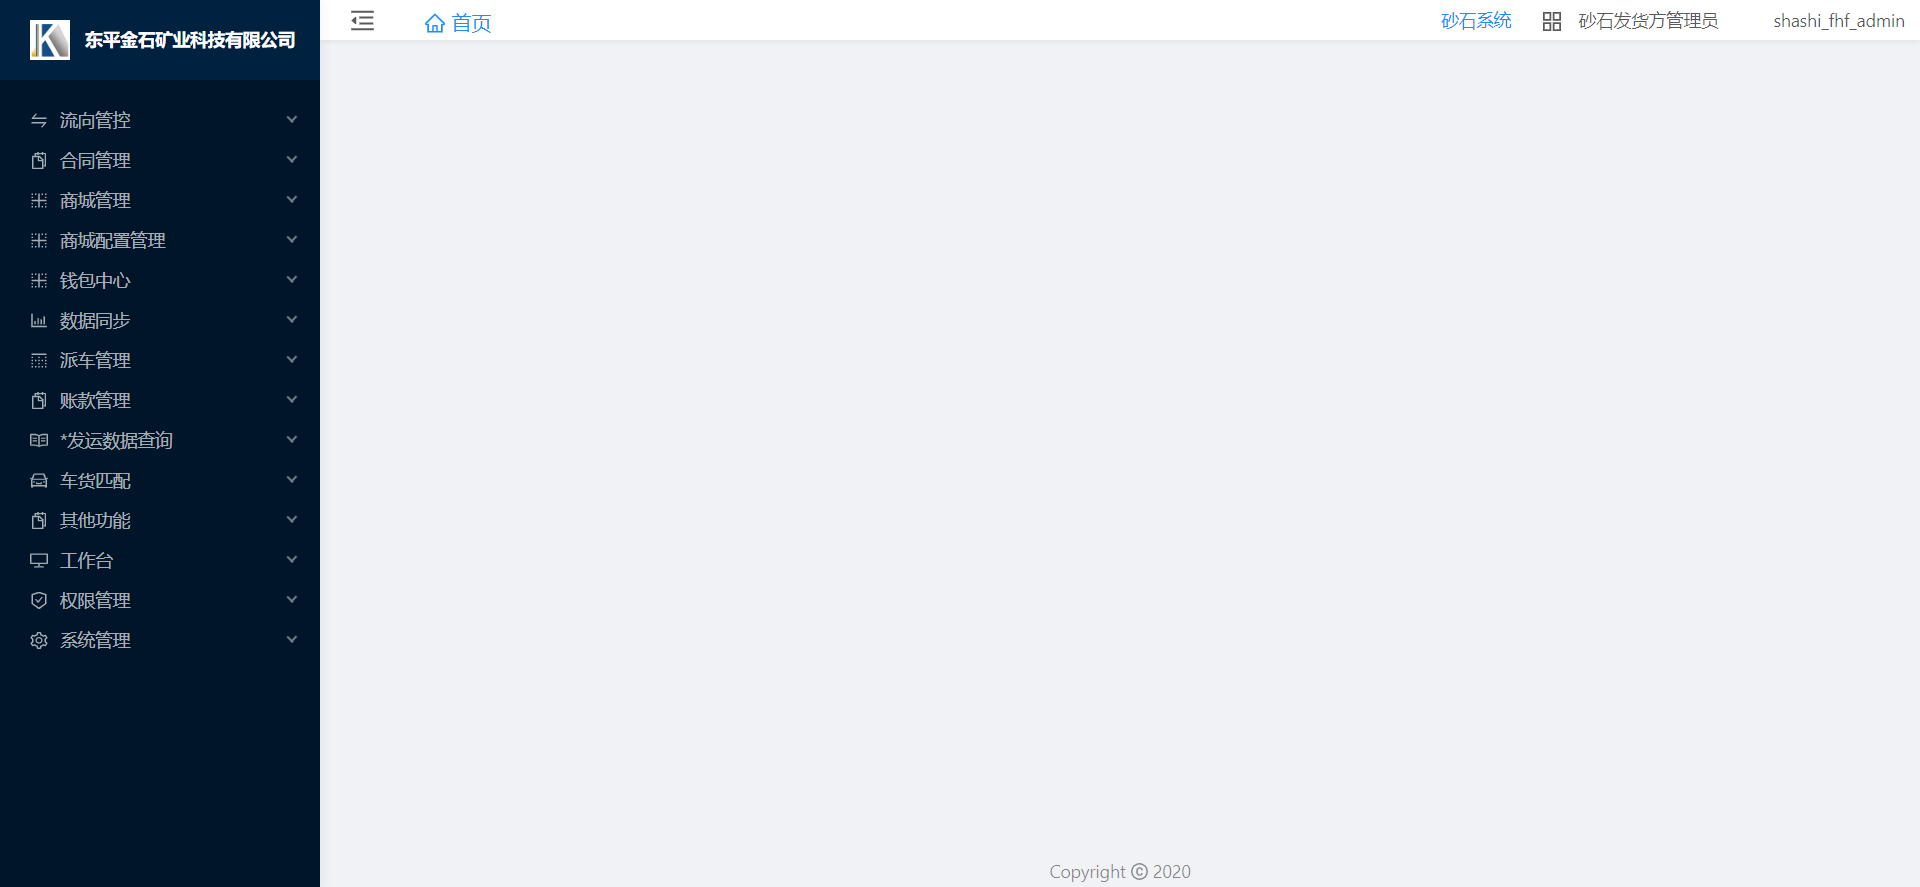 东平金石矿业科技有限公司
首页
砂石系统
砂石发货方管理员
shashi_fhf_admin
流向管控
合同管理
商城管理
商城配置管理
钱包中心
数据同步
派车管理
账款管理
*发运数据查询
车货匹配
其他功能
工作台
权限管理
系统管理
Copyright © 2020